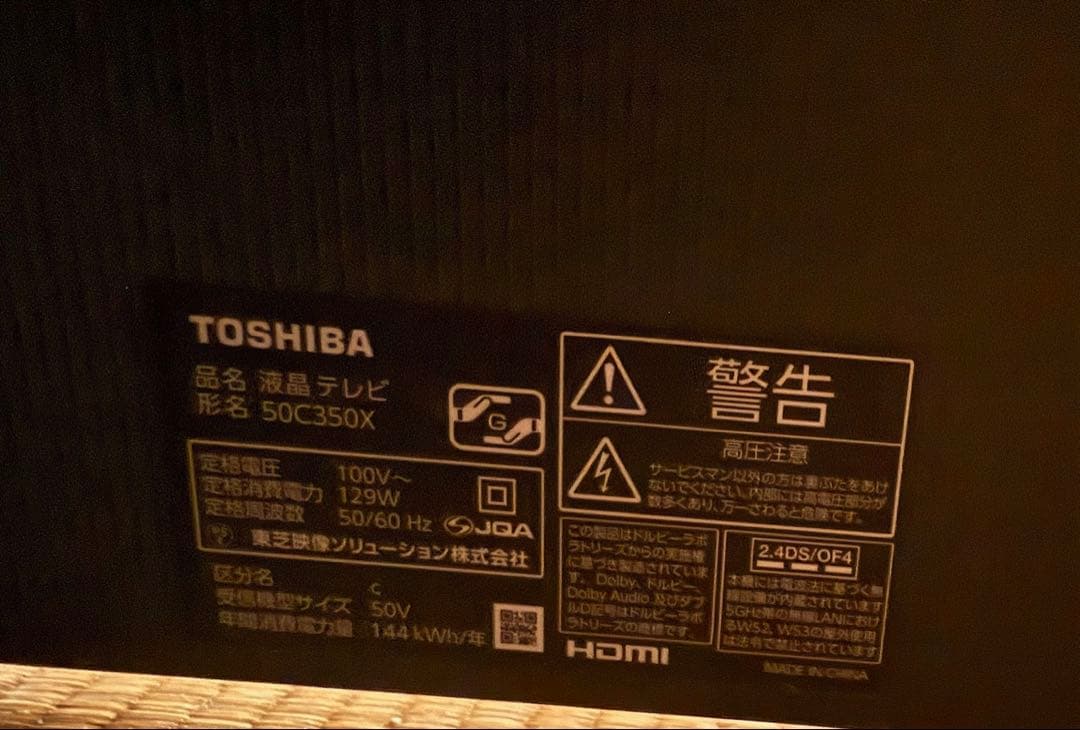 TOSHIBA
品名 液晶テレビ
形名 50C350X
G
定格電圧 100V～
定格消費電力 129W
定格周波数 50/60 Hz
JQA
東芝映像ソリューション株式会社
区分名 C
受信機型サイズ 50V
年間消費電力量 144kWh/年
警告
高圧注意
サービスマン以外の方は裏ぶたをあけ
ないでください。内部には高電圧部分が
数多くあり、万一さわると危険です。
この製品はドルビーラボ
ラトリーズからの実施権
に基づき製造されていま
す。Dolby、ドルビー、
Dolby Audio 及びダブ
ルD記号はドルビーラボ
ラトリーズの商標です。
2.4DS/OF4
本機には電波法に基づく無
線設備が内蔵されています
5GHz帯の無線LANにおけ
るW52、W53の屋外使用
は法令で禁止されています
HDMI
MADE IN CHINA